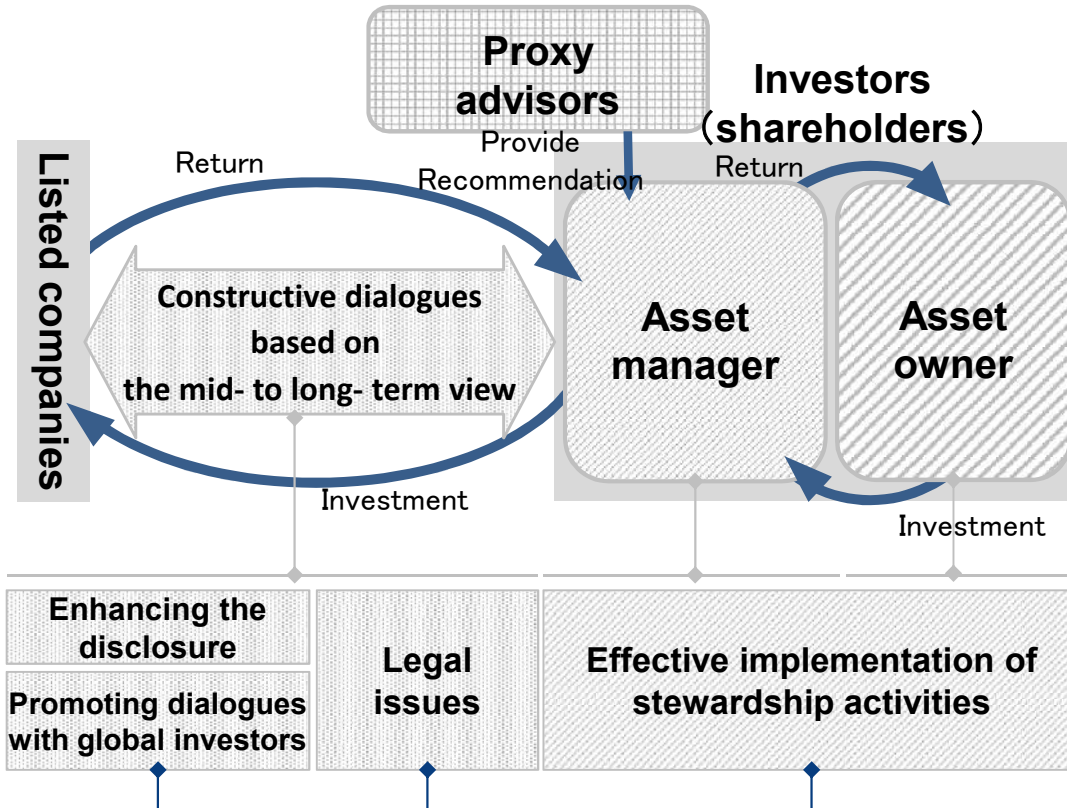 Proxy
advisors
Investors
（shareholders）
Provide
Recommendation
Return
Return
Listed companies
Constructive dialogues
based on
the mid- to long- term view
Asset
manager
Asset
owner
Investment
Investment
Enhancing the
disclosure
Promoting dialogues
with global investors
Legal
issues
Effective implementation of
stewardship activities